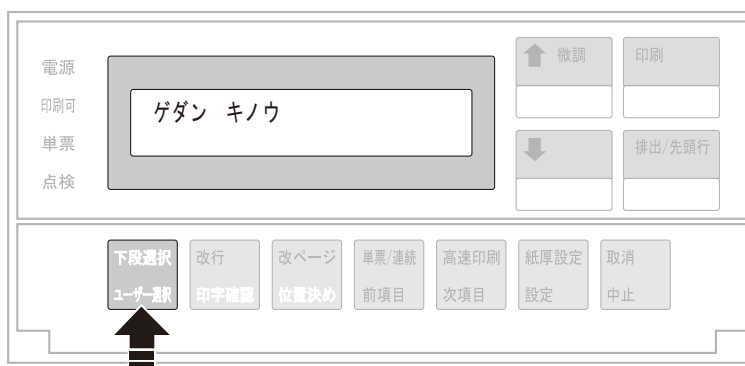 電源
印刷可
単票
点検
ゲダン キノウ
微調
印刷
排出/先頭行
下段選択 改行 改ページ 単票/連続 高速印刷 紙厚設定 取消
ユーザー選択 印字確認 位置決め 前項目 次項目 設定 中止